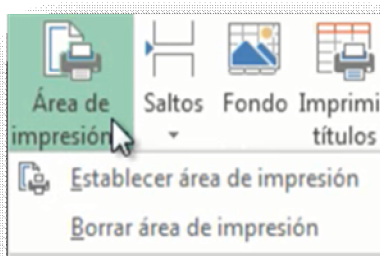 Área de impresión
Saltos
Fondo
Imprimi
títulos
Establecer área de impresión
Borrar área de impresión